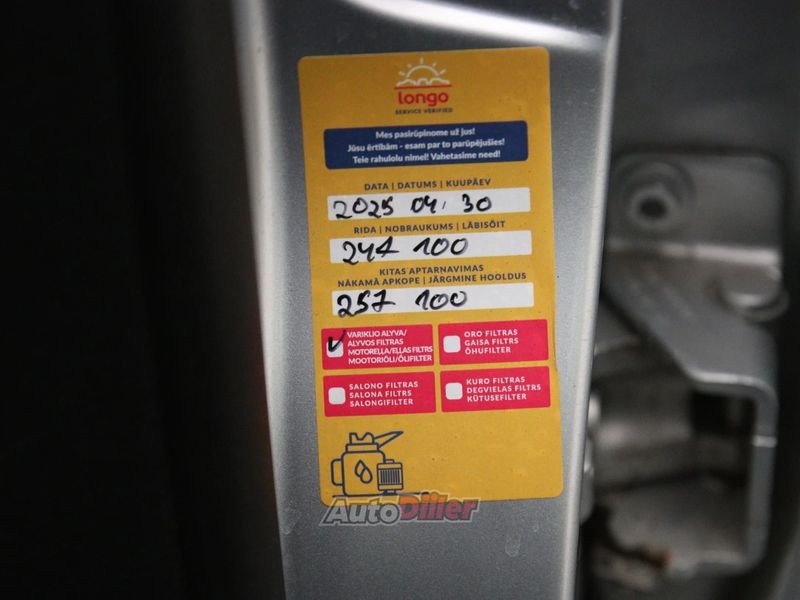 longo
SERVICE VERIFIED
Mes pasirūpinome už jus!
Jūsu ērtībām - esam par to parūpējušies!
Teie rahulolu nimel! Vahetasime need!
DATA | DATUMS | KUUPÄEV
2025 04. 30
RIDA | NOBRAUKUMS | LÄBISÕIT
247 100
KITAS APTARNAVIMAS
NĀKAMĀ APKOPE | JÄRGMINE HOOLDUS
257 100
VARIKLIO ALYVA/
ALYVOS FILTRAS
MOTOREĻĻA/EĻĻAS FILTRS
MOOTORIÕLI/ÕLIFILTER
ORO FILTRAS
GAISA FILTRS
ÕHUFILTER
SALONO FILTRAS
SALONA FILTRS
SALONGIFILTER
KURO FILTRAS
DEGVIELAS FILTRS
KÜTUSEFILTER
AutoDiler